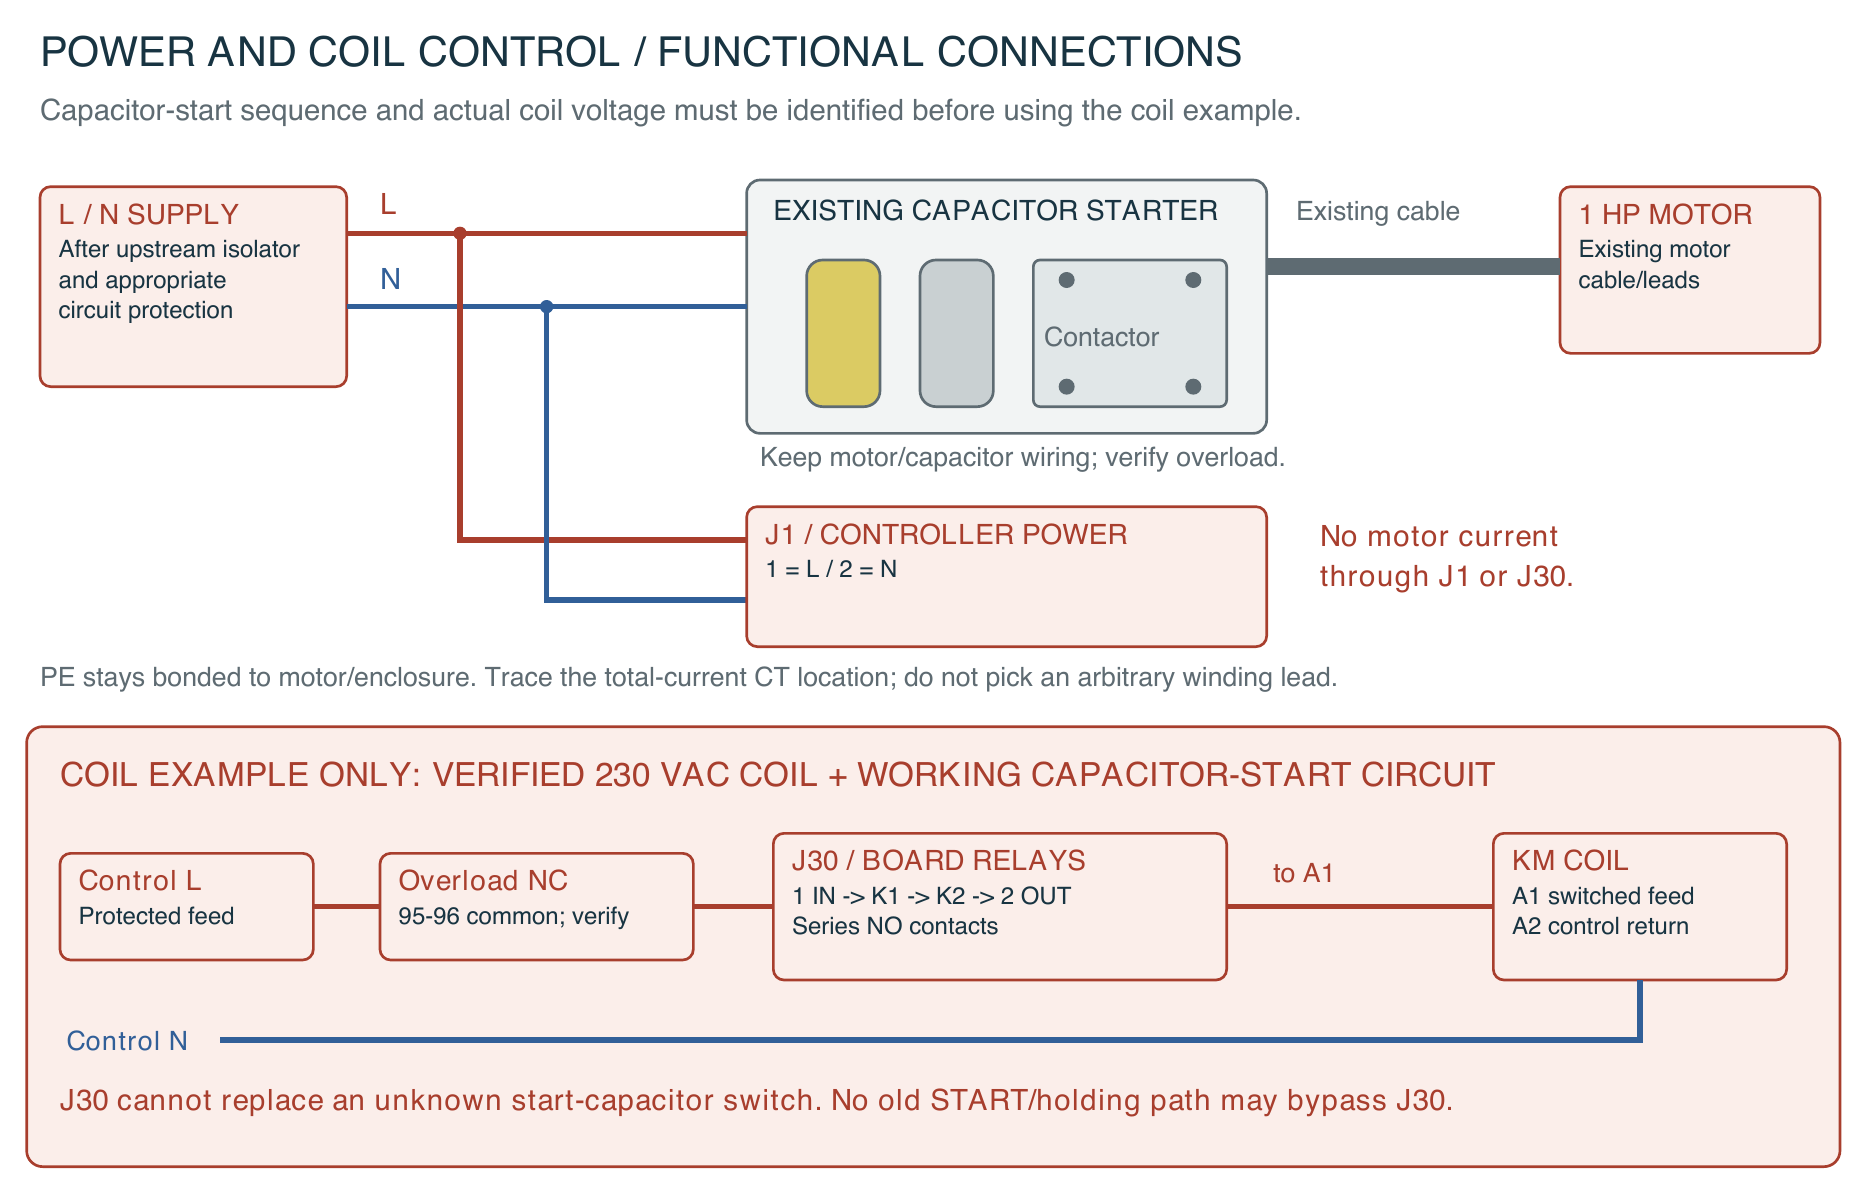 POWER AND COIL CONTROL / FUNCTIONAL CONNECTIONS
Capacitor-start sequence and actual coil voltage must be identified before using the coil example.
L / N SUPPLY
After upstream isolator
and appropriate
circuit protection
L
N
EXISTING CAPACITOR STARTER
Contactor
Existing cable
1 HP MOTOR
Existing motor
cable/leads
Keep motor/capacitor wiring; verify overload.
J1 / CONTROLLER POWER
1 = L / 2 = N
No motor current
through J1 or J30.
PE stays bonded to motor/enclosure. Trace the total-current CT location; do not pick an arbitrary winding lead.
COIL EXAMPLE ONLY: VERIFIED 230 VAC COIL + WORKING CAPACITOR-START CIRCUIT
Control L
Protected feed
Overload NC
95-96 common; verify
J30 / BOARD RELAYS
1 IN -> K1 -> K2 -> 2 OUT
Series NO contacts
to A1
KM COIL
A1 switched feed
A2 control return
Control N
J30 cannot replace an unknown start-capacitor switch. No old START/holding path may bypass J30.